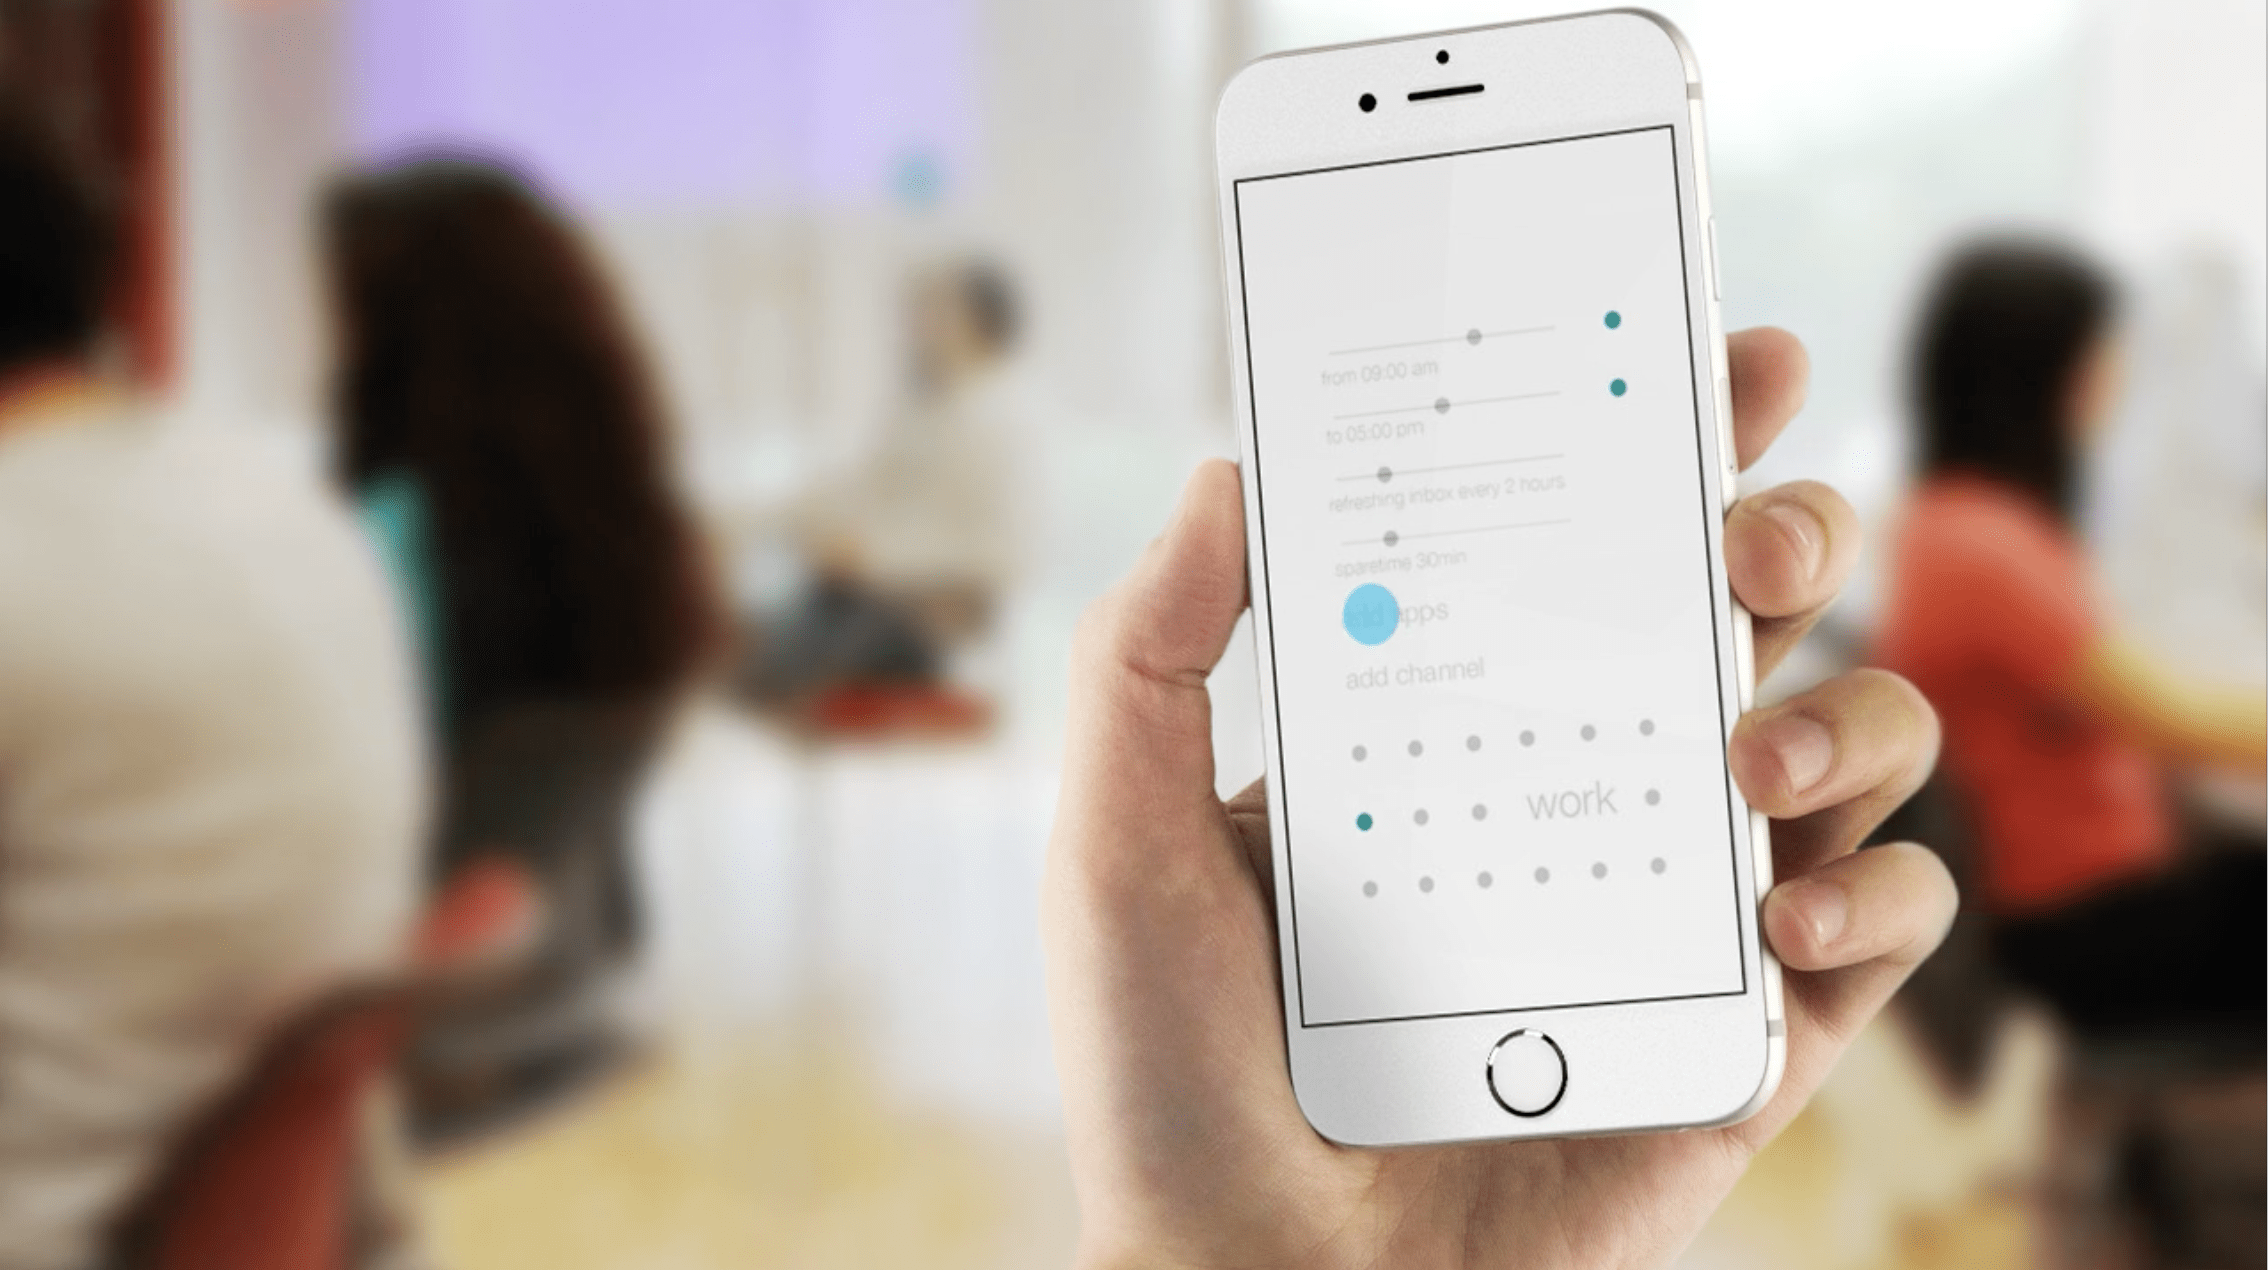 from 09:00 am
to 05:00 pm
refreshing inbox every 2 hours
sparetime 30min
add apps
add channel
work